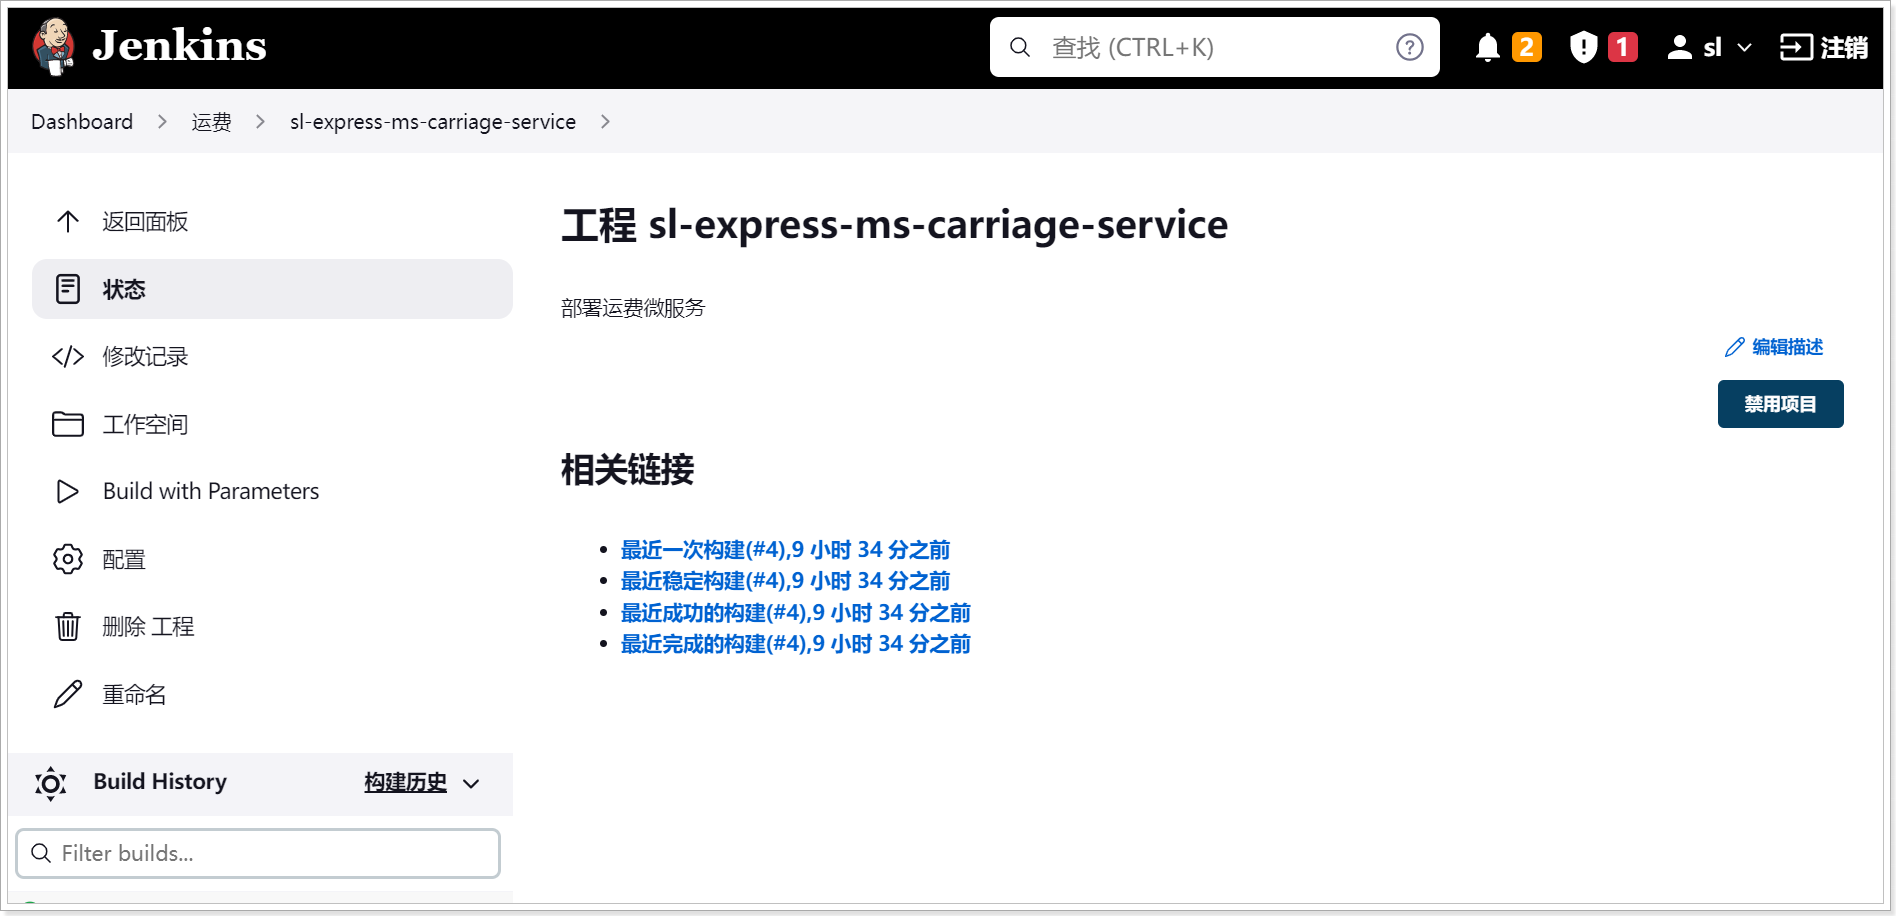 Jenkins
查找 (CTRL+K)
2
1
sl
注销
Dashboard
运费
sl-express-ms-carriage-service
返回面板
状态
修改记录
工作空间
Build with Parameters
配置
删除 工程
重命名
Build History
构建历史
Filter builds...
工程 sl-express-ms-carriage-service
部署运费微服务
编辑描述
禁用项目
相关链接
最近一次构建(#4),9 小时 34 分之前
最近稳定构建(#4),9 小时 34 分之前
最近成功的构建(#4),9 小时 34 分之前
最近完成的构建(#4),9 小时 34 分之前